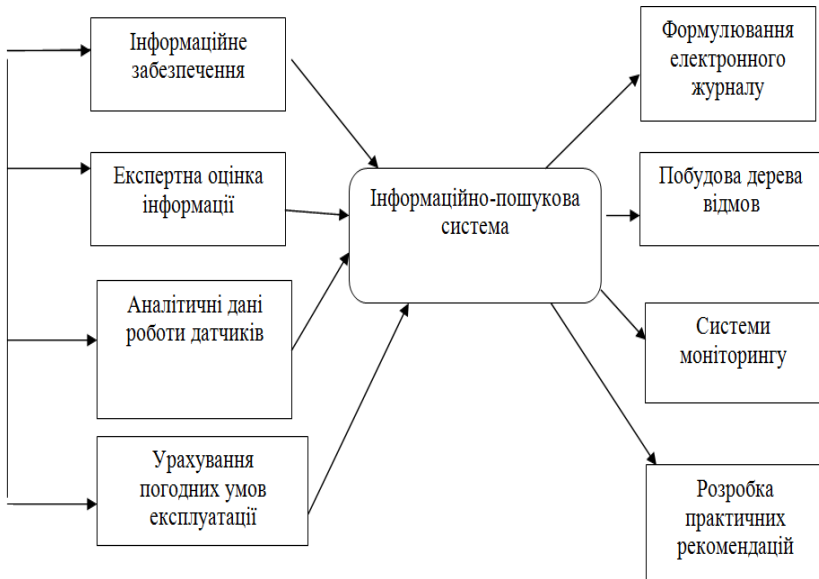 Інформаційне
забезпечення
Експертна оцінка
інформації
Аналітичні дані
роботи датчиків
Урахування
погодних умов
експлуатації
Інформаційно-пошукова
система
Формулювання
електронного
журналу
Побудова дерева
відмов
Системи
моніторингу
Розробка
практичних
рекомендацій